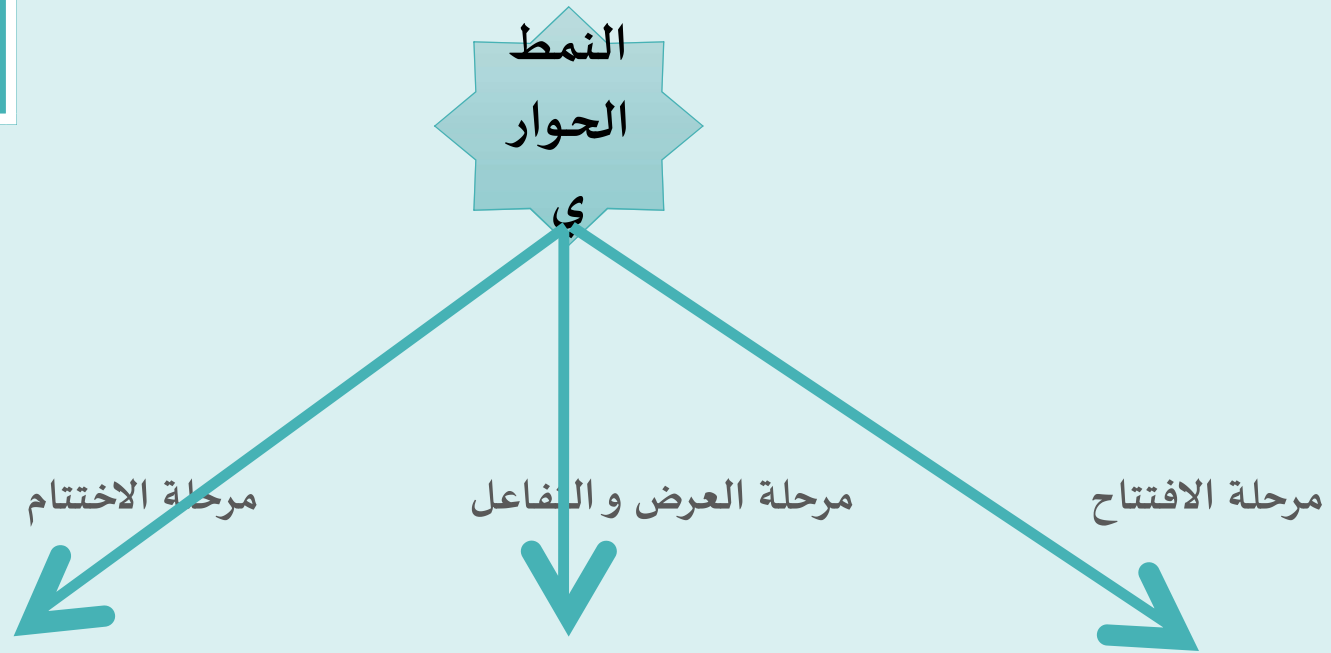 النمط
الحوار
ي
مرحلة الافتتاح
مرحلة العرض و التفاعل
مرحلة الاختتام